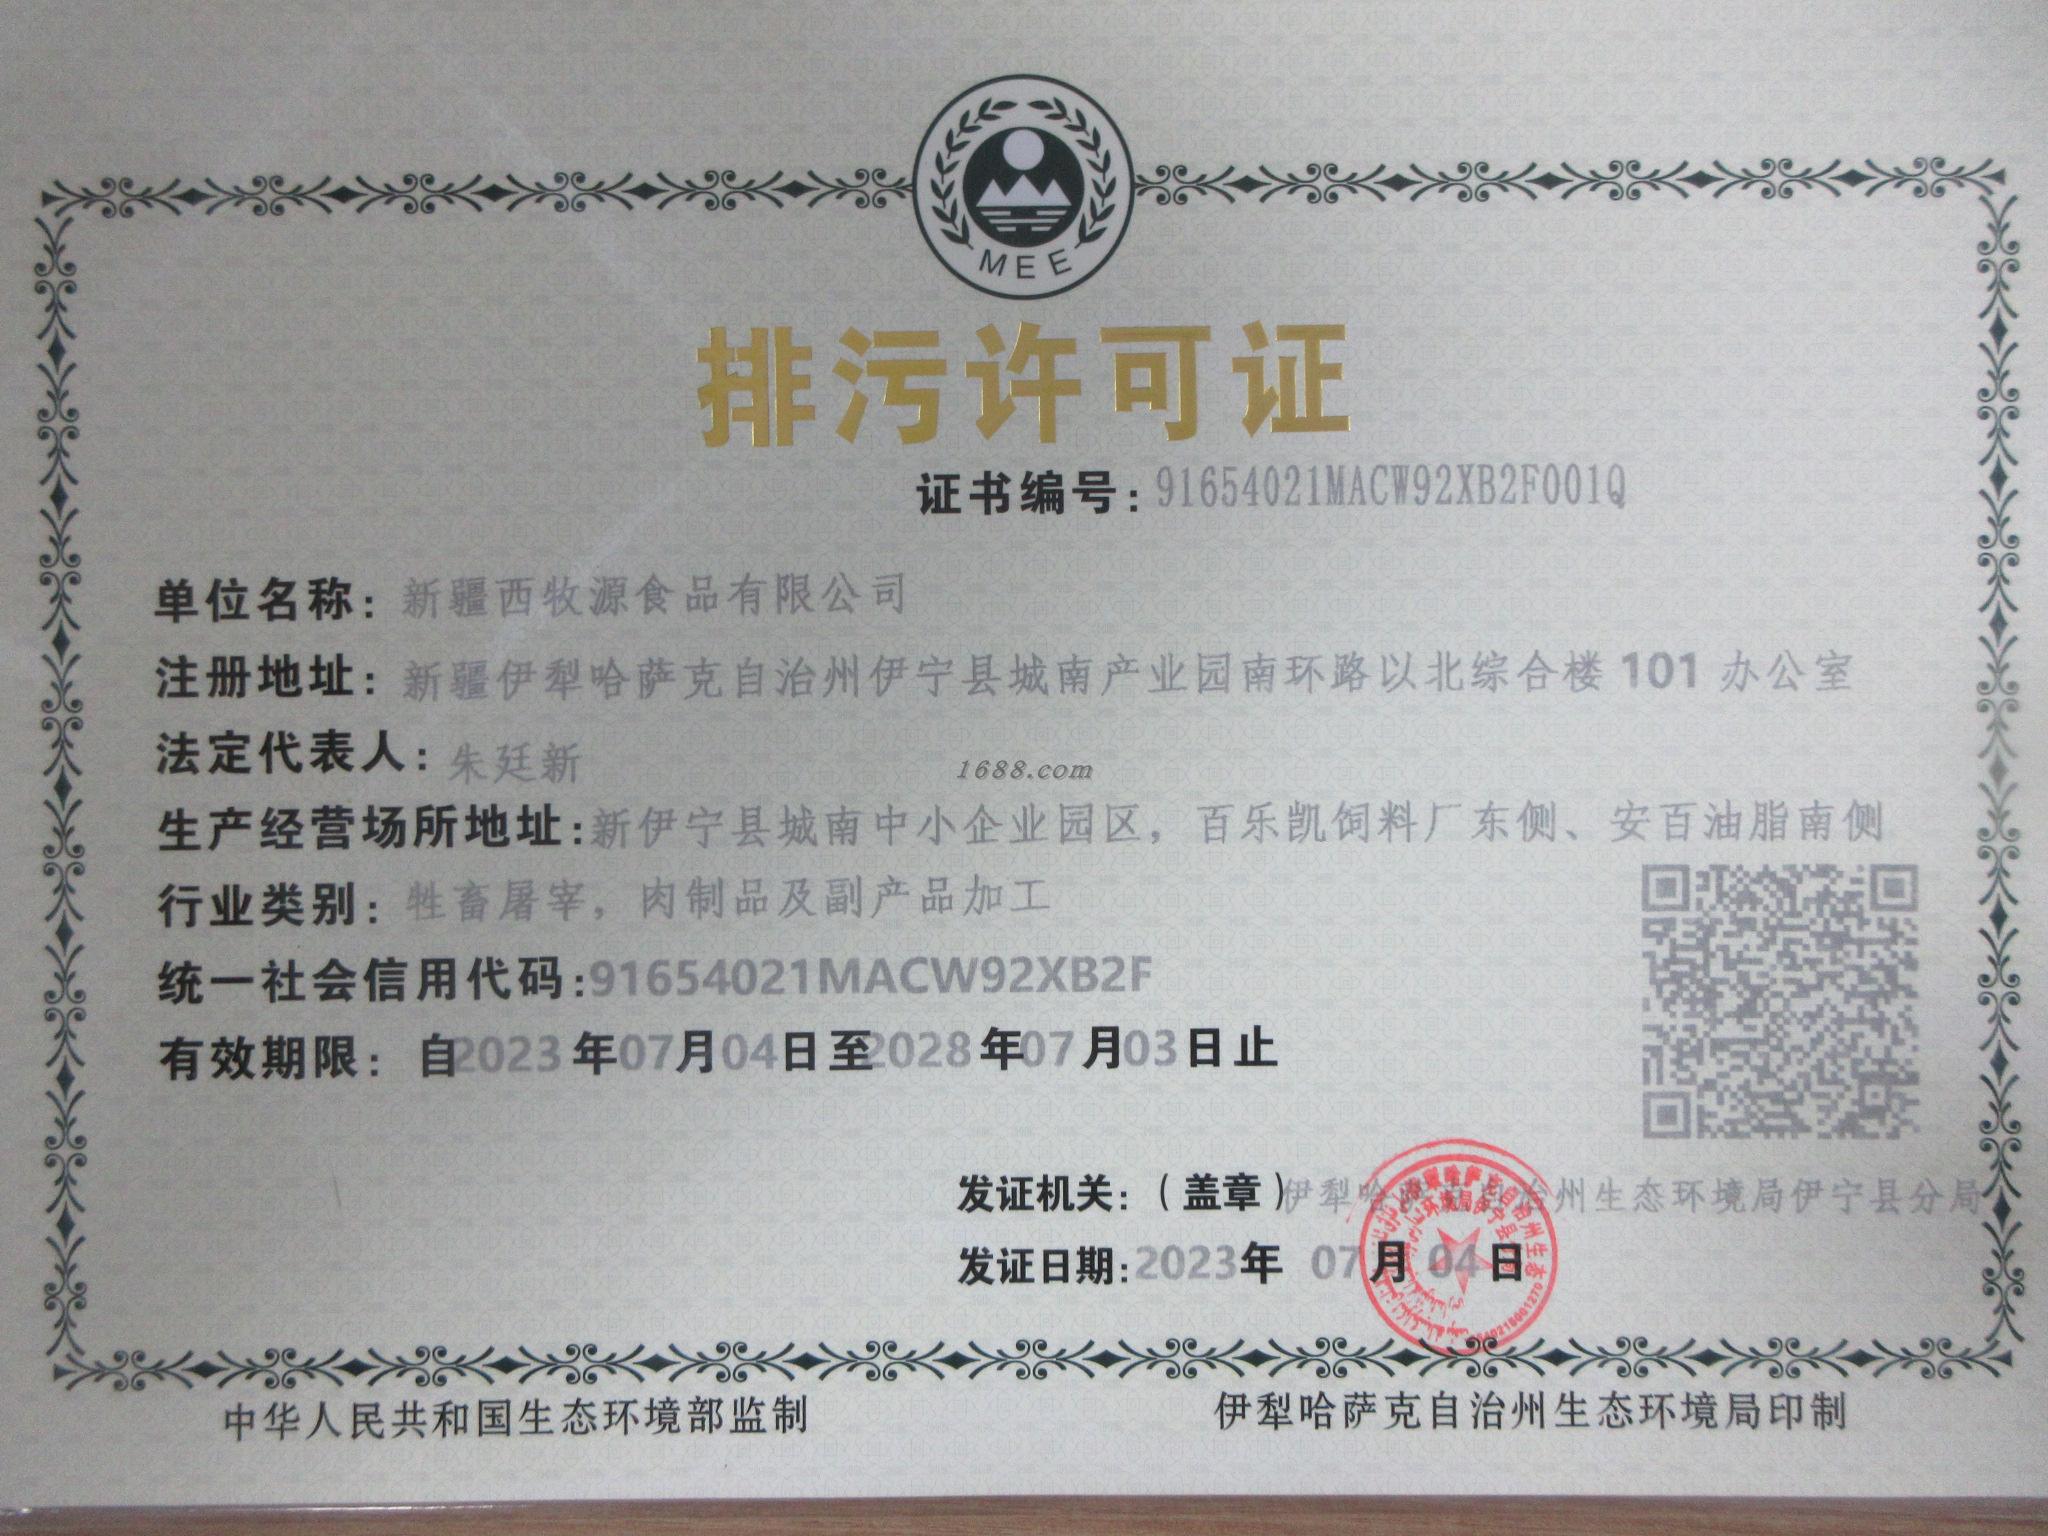 MEE
排污许可证
证书编号：91654021MACW92XB2F001Q
单位名称：新疆西牧源食品有限公司
注册地址：新疆伊犁哈萨克自治州伊宁县城南产业园南环路以北综合楼101办公室
法定代表人：朱廷新
1688.com
生产经营场所地址：新伊宁县城南中小企业园区，百乐凯饲料厂东侧、安百油脂南侧
行业类别：牲畜屠宰，肉制品及副产品加工
统一社会信用代码：91654021MACW92XB2F
有效期限：自2023年07月04日至2028年07月03日止
发证机关：（盖章）伊犁哈萨克自治州生态环境局伊宁县分局
发证日期：2023年07月04日
中华人民共和国生态环境部监制
伊犁哈萨克自治州生态环境局印制